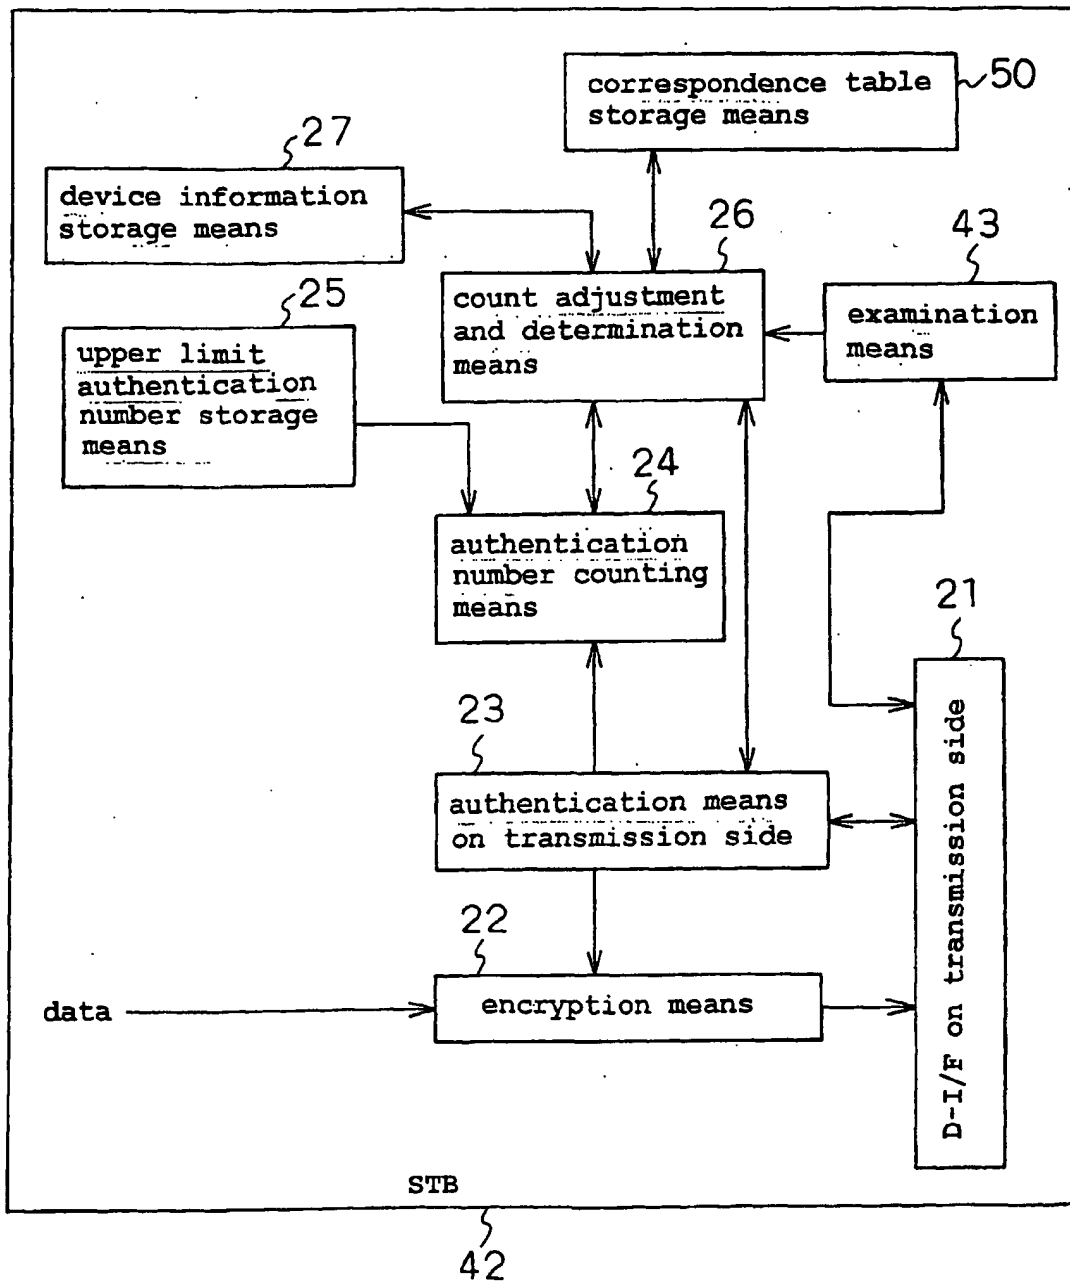 correspondence table
storage means
50
27
device information
storage means
26
43
count adjustment
and determination
means
examination
means
25
upper limit
authentication
number storage
means
24
authentication
number counting
means
21
D-I/F on transmission side
23
authentication means
on transmission side
22
encryption means
data
STB
42